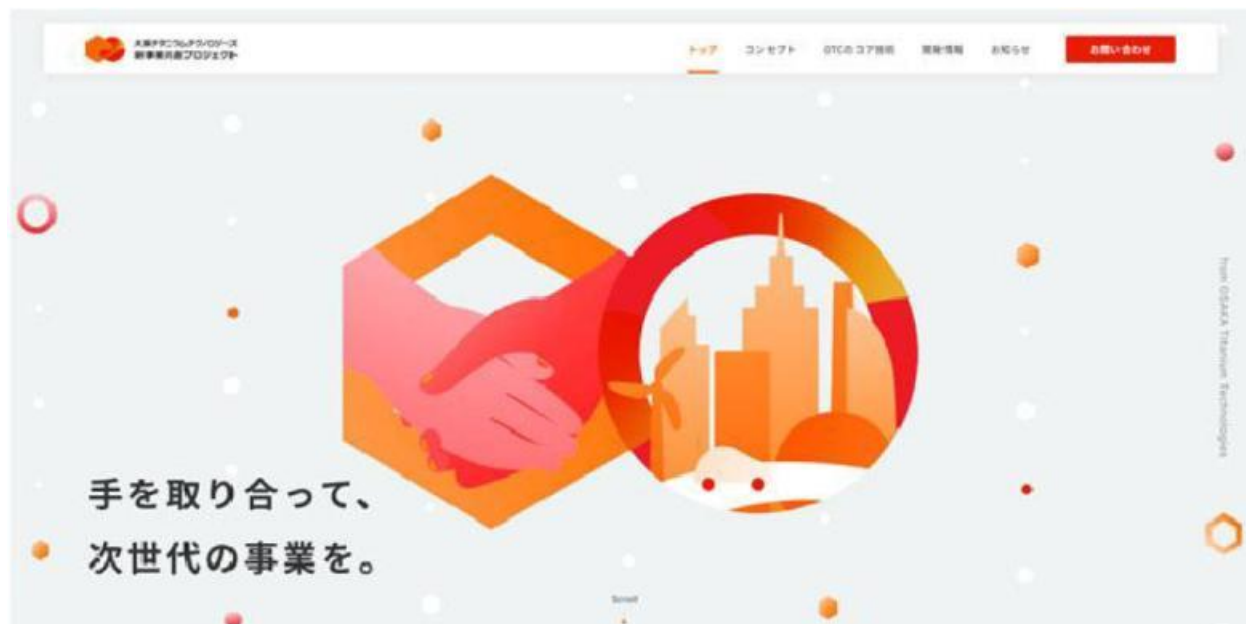 大阪チタニウムテクノロジーズ
新事業共創プロジェクト
トップ
コンセプト
OTCのコア技術
開発情報
お知らせ
お問い合わせ
from OSAKA Titanium Technologies
手を取り合って、
次世代の事業を。
Scroll